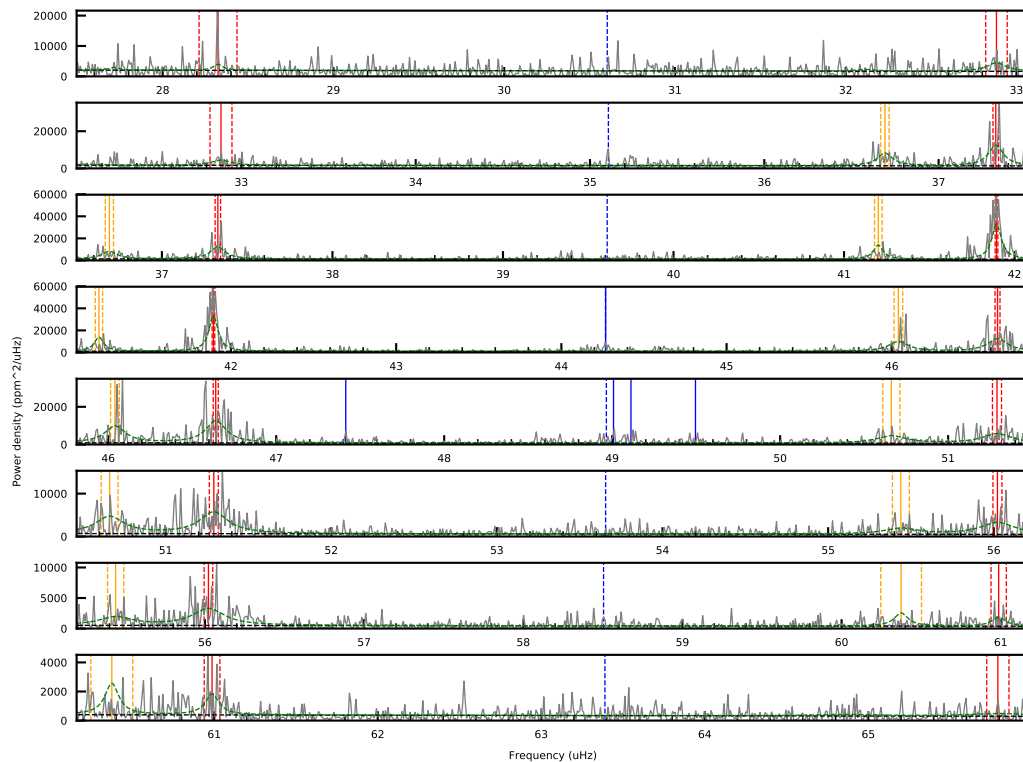 20000
10000
0
28 29 30 31 32 33
20000
0
33 34 35 36 37
60000
40000
20000
0
37 38 39 40 41 42
60000
40000
20000
0
42 43 44 45 46
20000
0
46 47 48 49 50 51
10000
0
51 52 53 54 55 56
10000
5000
0
56 57 58 59 60 61
4000
2000
0
61 62 63 64 65
Power density (ppm^2/uHz)
Frequency (uHz)